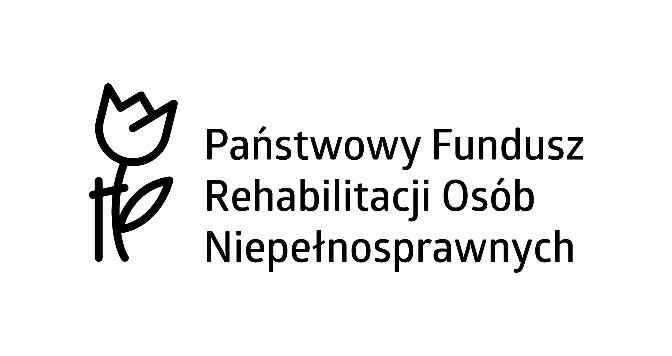 Państwowy Fundusz
Rehabilitacji Osób
Niepełnosprawnych